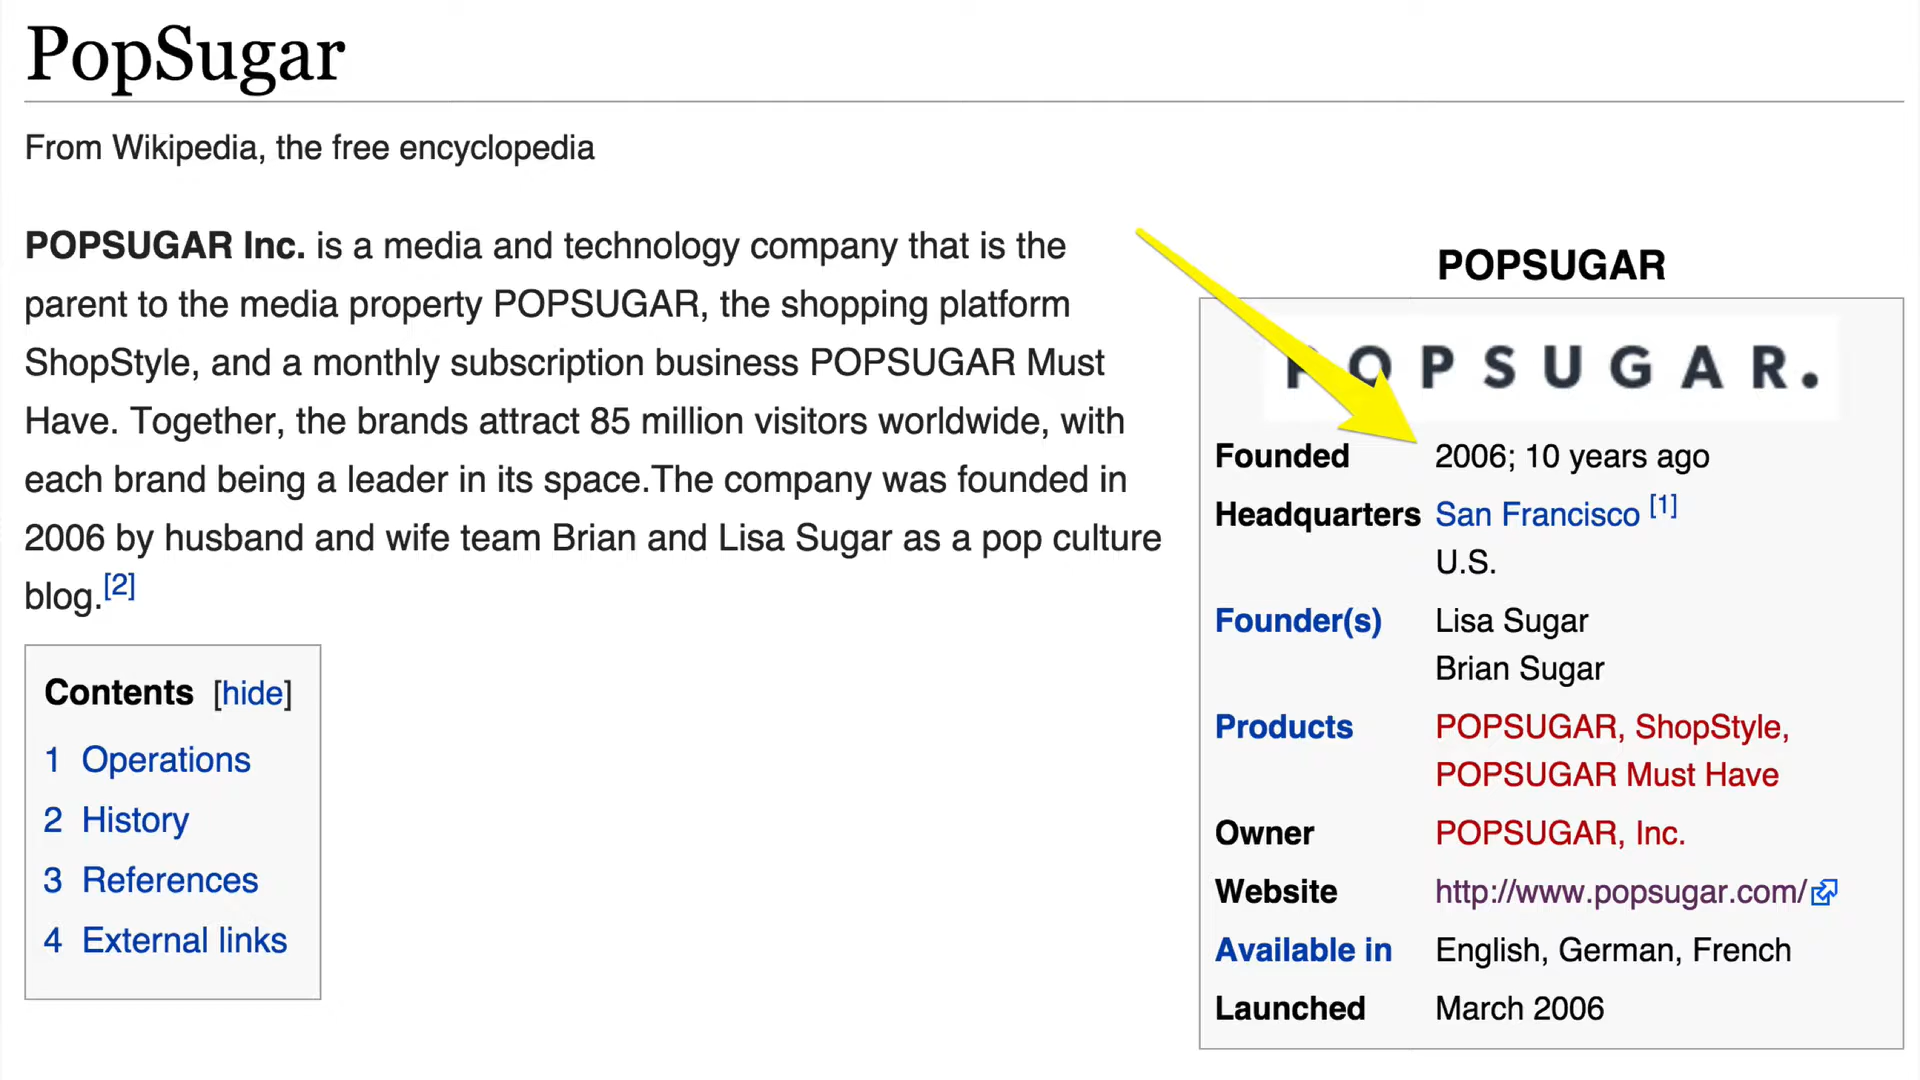 PopSugar
From Wikipedia, the free encyclopedia
POPSUGAR Inc. is a media and technology company that is the
parent to the media property POPSUGAR, the shopping platform
ShopStyle, and a monthly subscription business POPSUGAR Must
Have. Together, the brands attract 85 million visitors worldwide, with
each brand being a leader in its space.The company was founded in
2006 by husband and wife team Brian and Lisa Sugar as a pop culture
blog.[2]
Contents [hide]
1 Operations
2 History
3 References
4 External links
POPSUGAR
POPSUGAR.
Founded 2006; 10 years ago
Headquarters San Francisco [1]
U.S.
Founder(s) Lisa Sugar
Brian Sugar
Products POPSUGAR, ShopStyle,
POPSUGAR Must Have
Owner POPSUGAR, Inc.
Website http://www.popsugar.com/
Available in English, German, French
Launched March 2006